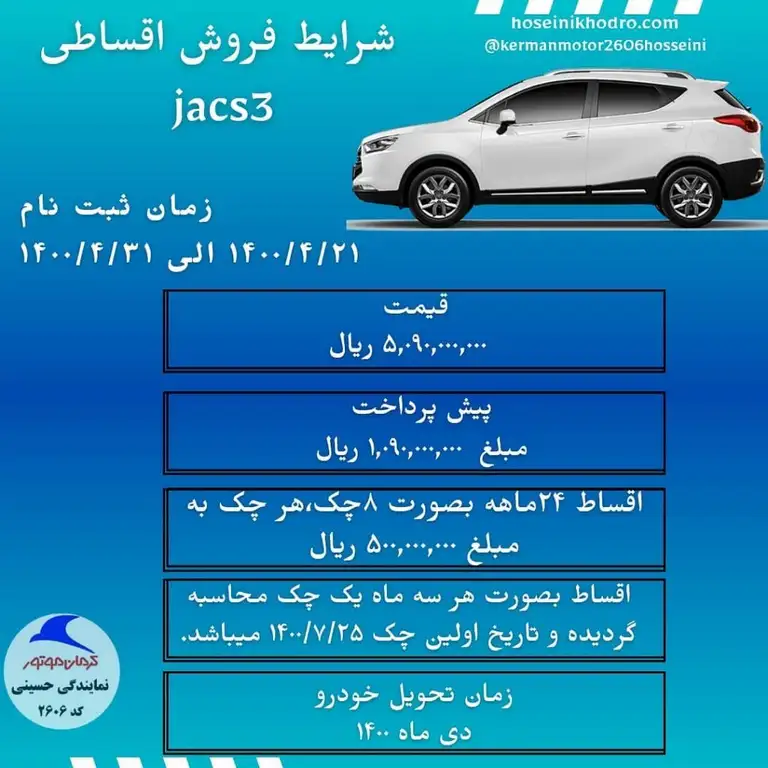 hoseinikhodro.com
@kermanmotor2606hosseini
شرایط فروش اقساطی
jacs3
زمان ثبت نام
۱۴۰۰/۴/۲۱ الی ۱۴۰۰/۴/۳۱
قیمت
۵,۰۹۰,۰۰۰,۰۰۰ ریال
پیش پرداخت
مبلغ ۱,۰۹۰,۰۰۰,۰۰۰ ریال
اقساط ۲۴ماهه بصورت ۸چک،هر چک به
مبلغ ۵۰۰,۰۰۰,۰۰۰ ریال
اقساط بصورت هر سه ماه یک چک محاسبه
گردیده و تاریخ اولین چک ۱۴۰۰/۷/۲۵ میباشد.
زمان تحویل خودرو
دی ماه ۱۴۰۰
کرمان‌موتور
نمایندگی حسینی
کد ۲۶۰۶